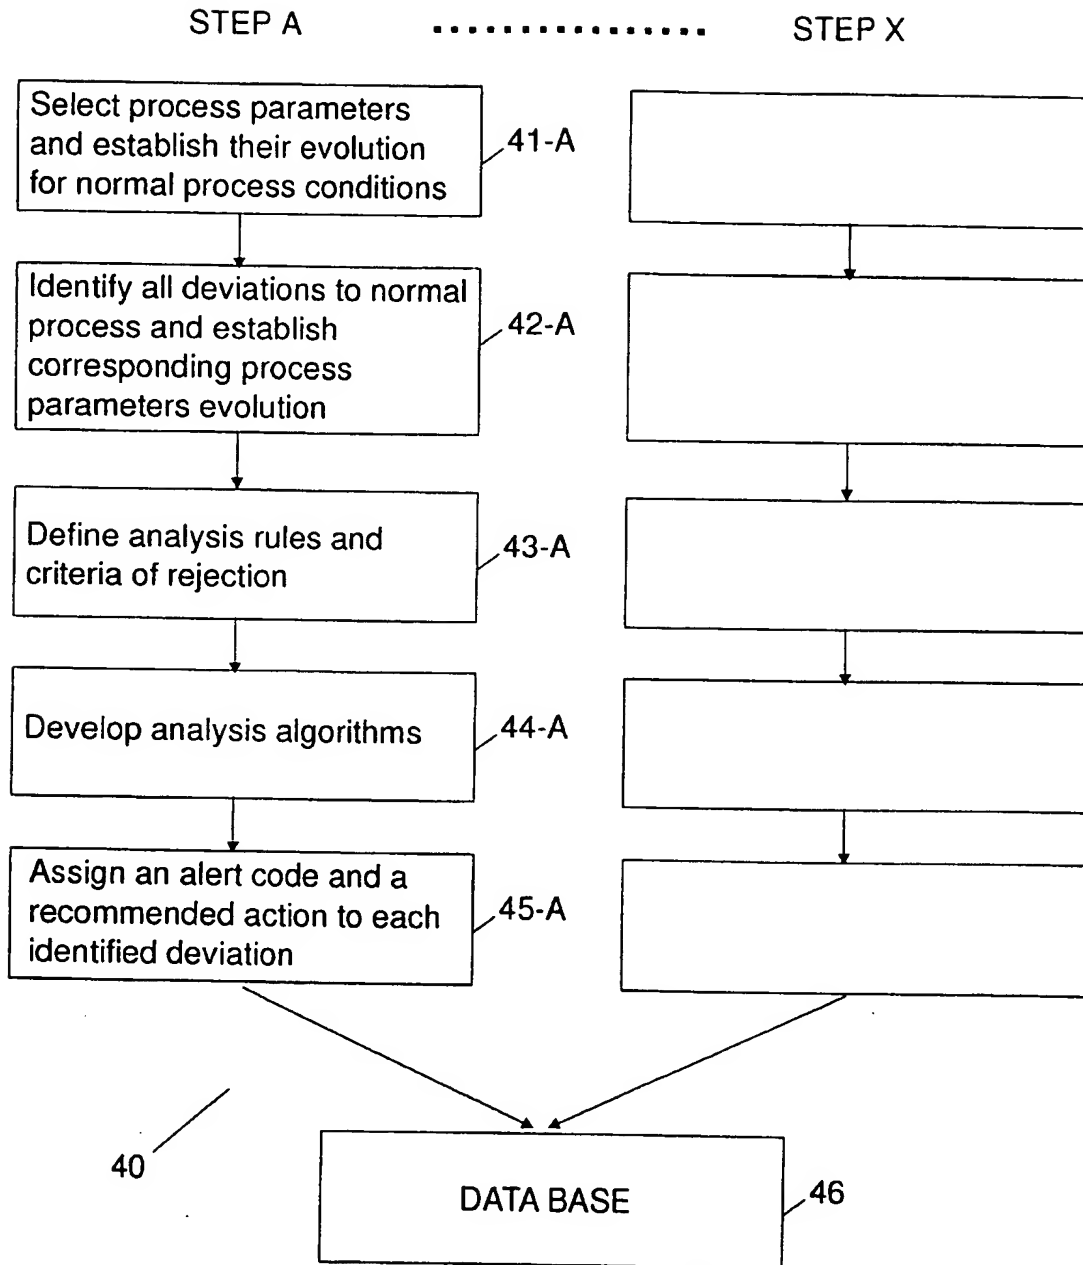 STEP A ............... STEP X
Select process parameters
and establish their evolution
for normal process conditions
41-A
Identify all deviations to normal
process and establish
corresponding process
parameters evolution
42-A
Define analysis rules and
criteria of rejection
43-A
Develop analysis algorithms
44-A
Assign an alert code and a
recommended action to each
identified deviation
45-A
40
DATA BASE
46